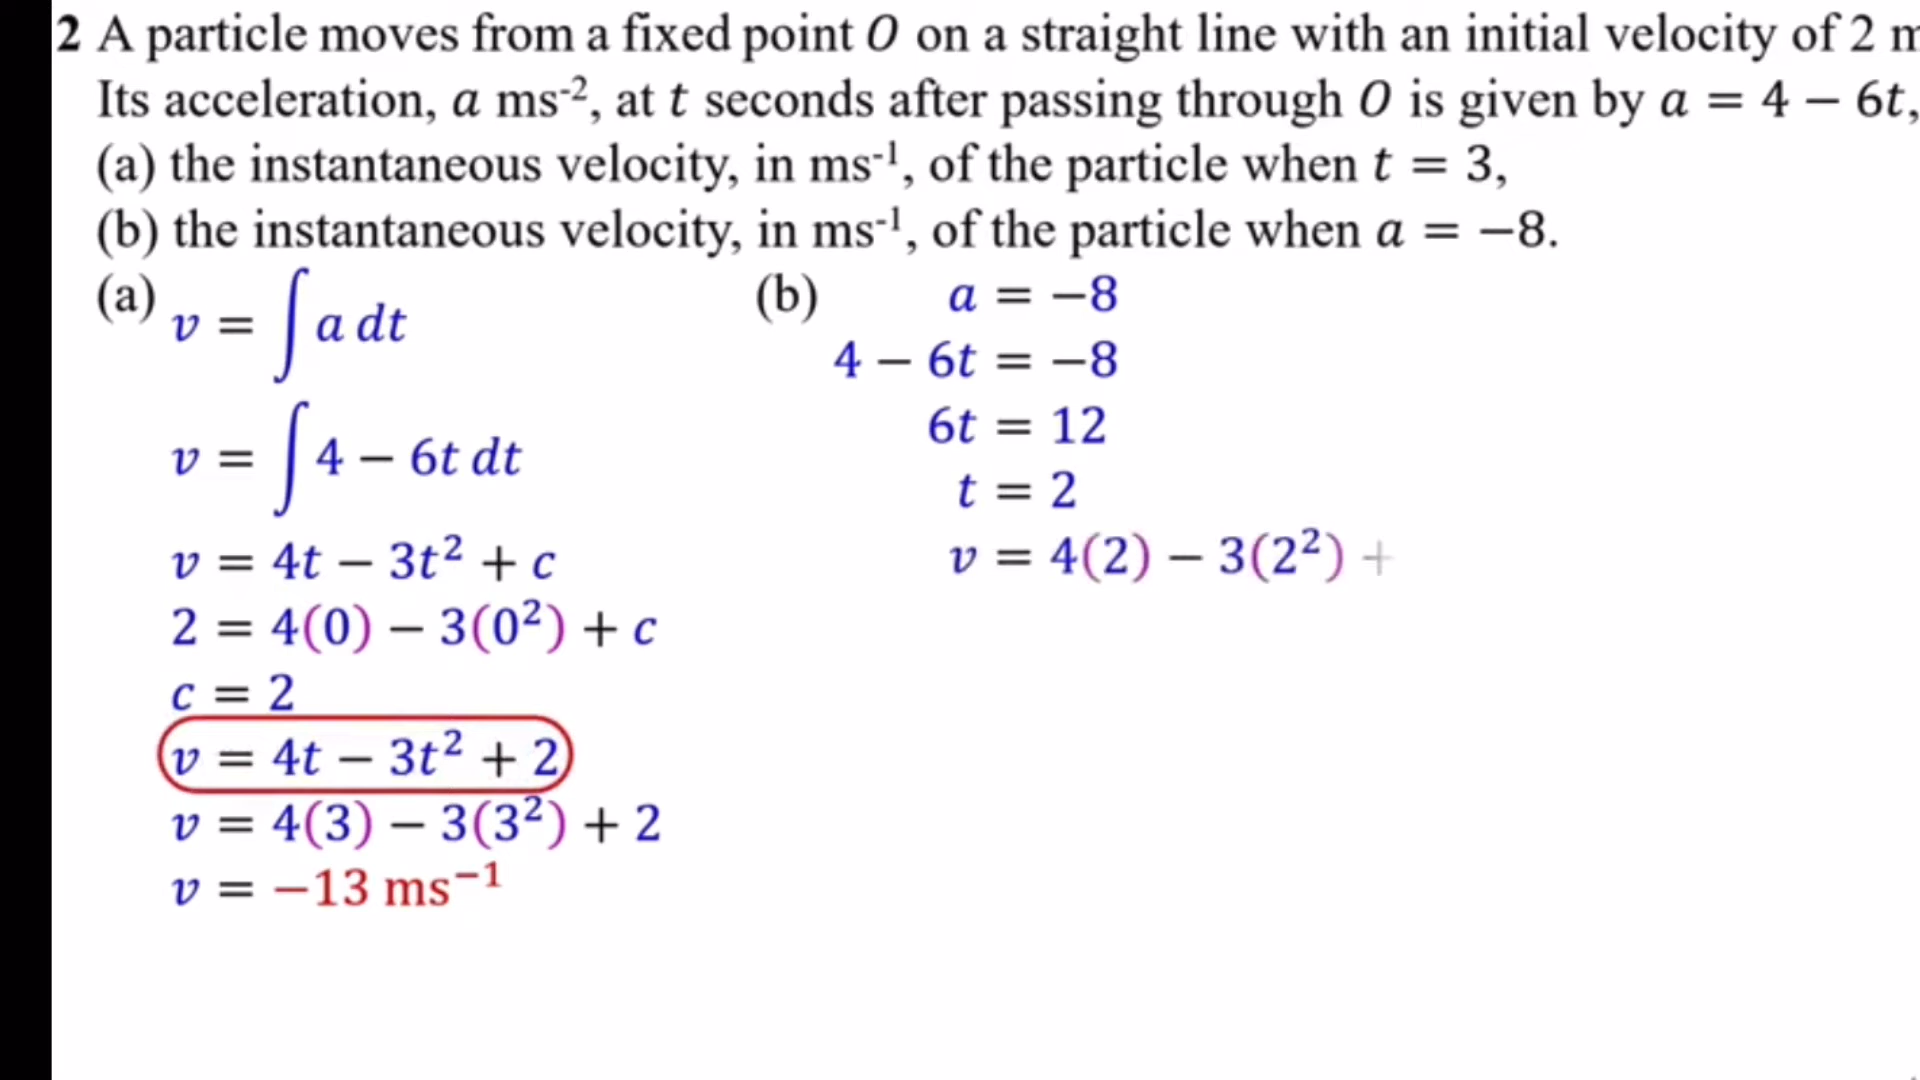 2 A particle moves from a fixed point O on a straight line with an initial velocity of 2
Its acceleration, a ms⁻², at t seconds after passing through O is given by a = 4 − 6t,
(a) the instantaneous velocity, in ms⁻¹, of the particle when t = 3,
(b) the instantaneous velocity, in ms⁻¹, of the particle when a = −8.
(a)
v = ∫ a dt
v = ∫ 4 − 6t dt
v = 4t − 3t² + c
2 = 4(0) − 3(0²) + c
c = 2
v = 4t − 3t² + 2
v = 4(3) − 3(3²) + 2
v = −13 ms⁻¹
(b)
a = −8
4 − 6t = −8
6t = 12
t = 2
v = 4(2) − 3(2²) +